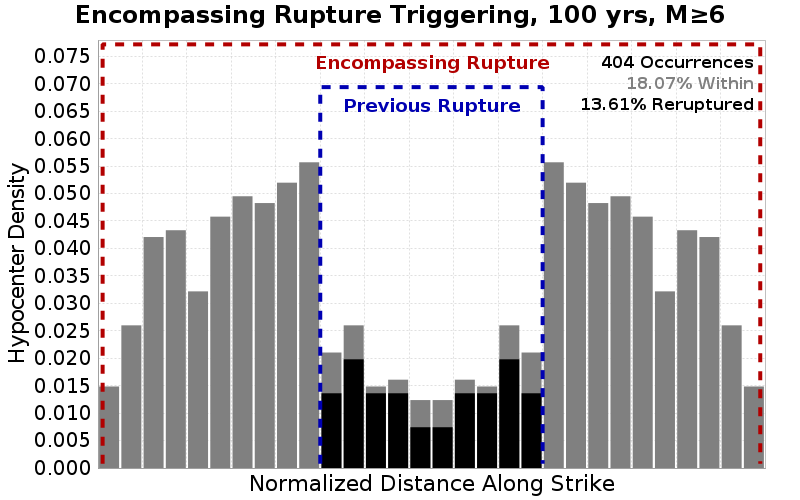 Encompassing Rupture Triggering, 100 yrs, M≥6
Encompassing Rupture
404 Occurrences
18.07% Within
13.61% Reruptured
Previous Rupture
Hypocenter Density
0.075
0.070
0.065
0.060
0.055
0.050
0.045
0.040
0.035
0.030
0.025
0.020
0.015
0.010
0.005
0.000
Normalized Distance Along Strike